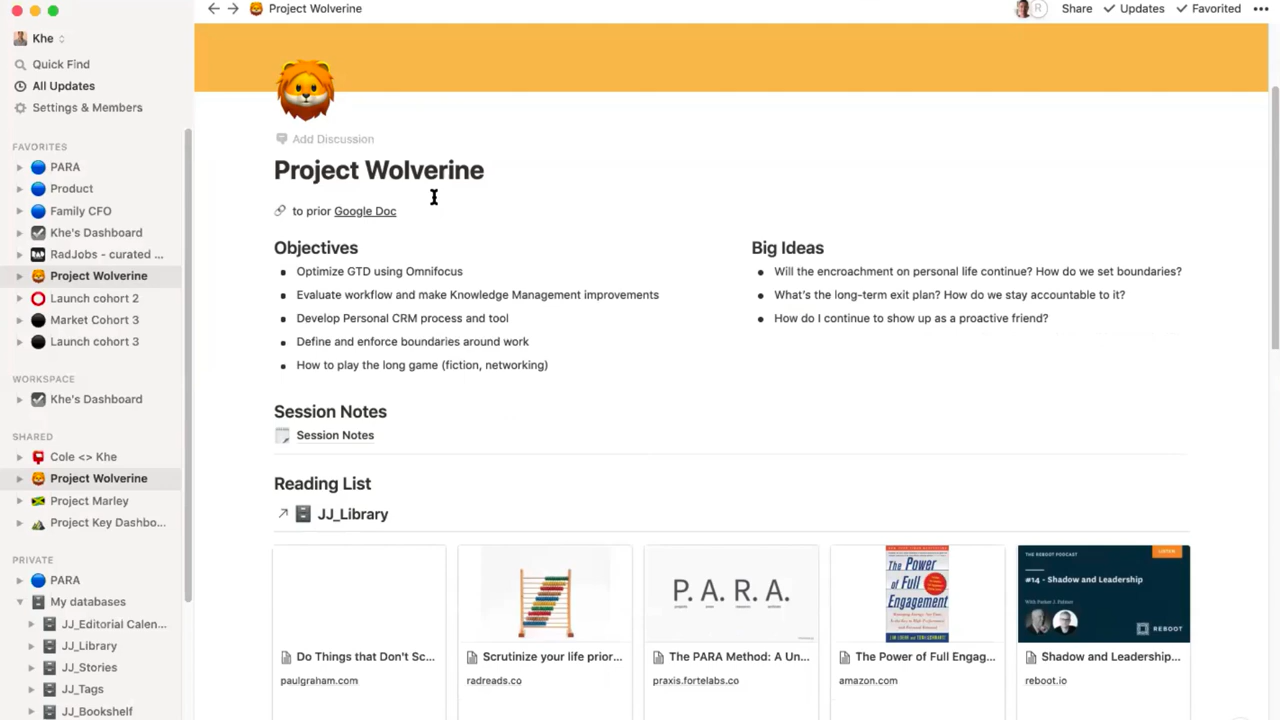 Project Wolverine
R
Share
Updates
Favorited
Khe
Quick Find
All Updates
Settings & Members
FAVORITES
PARA
Product
Family CFO
Khe's Dashboard
RadJobs - curated ...
Project Wolverine
Launch cohort 2
Market Cohort 3
Launch cohort 3
WORKSPACE
Khe's Dashboard
SHARED
Cole <> Khe
Project Wolverine
Project Marley
Project Key Dashbo...
PRIVATE
PARA
My databases
JJ_Editorial Calen...
JJ_Library
JJ_Stories
JJ_Tags
JJ_Bookshelf
Add Discussion
Project Wolverine
to prior Google Doc
Objectives
Optimize GTD using Omnifocus
Evaluate workflow and make Knowledge Management improvements
Develop Personal CRM process and tool
Define and enforce boundaries around work
How to play the long game (fiction, networking)
Big Ideas
Will the encroachment on personal life continue? How do we set boundaries?
What's the long-term exit plan? How do we stay accountable to it?
How do I continue to show up as a proactive friend?
Session Notes
Session Notes
Reading List
JJ_Library
Do Things that Don't Sc...
paulgraham.com
Scrutinize your life prior...
radreads.co
P.A.R.A.
The PARA Method: A Un...
praxis.fortelabs.co
The Power
of Full
Engagement
The Power of Full Engag...
amazon.com
THE REBOOT PODCAST
LISTEN
#14 - Shadow and Leadership
With Parker J. Palmer
REBOOT
Shadow and Leadership...
reboot.io